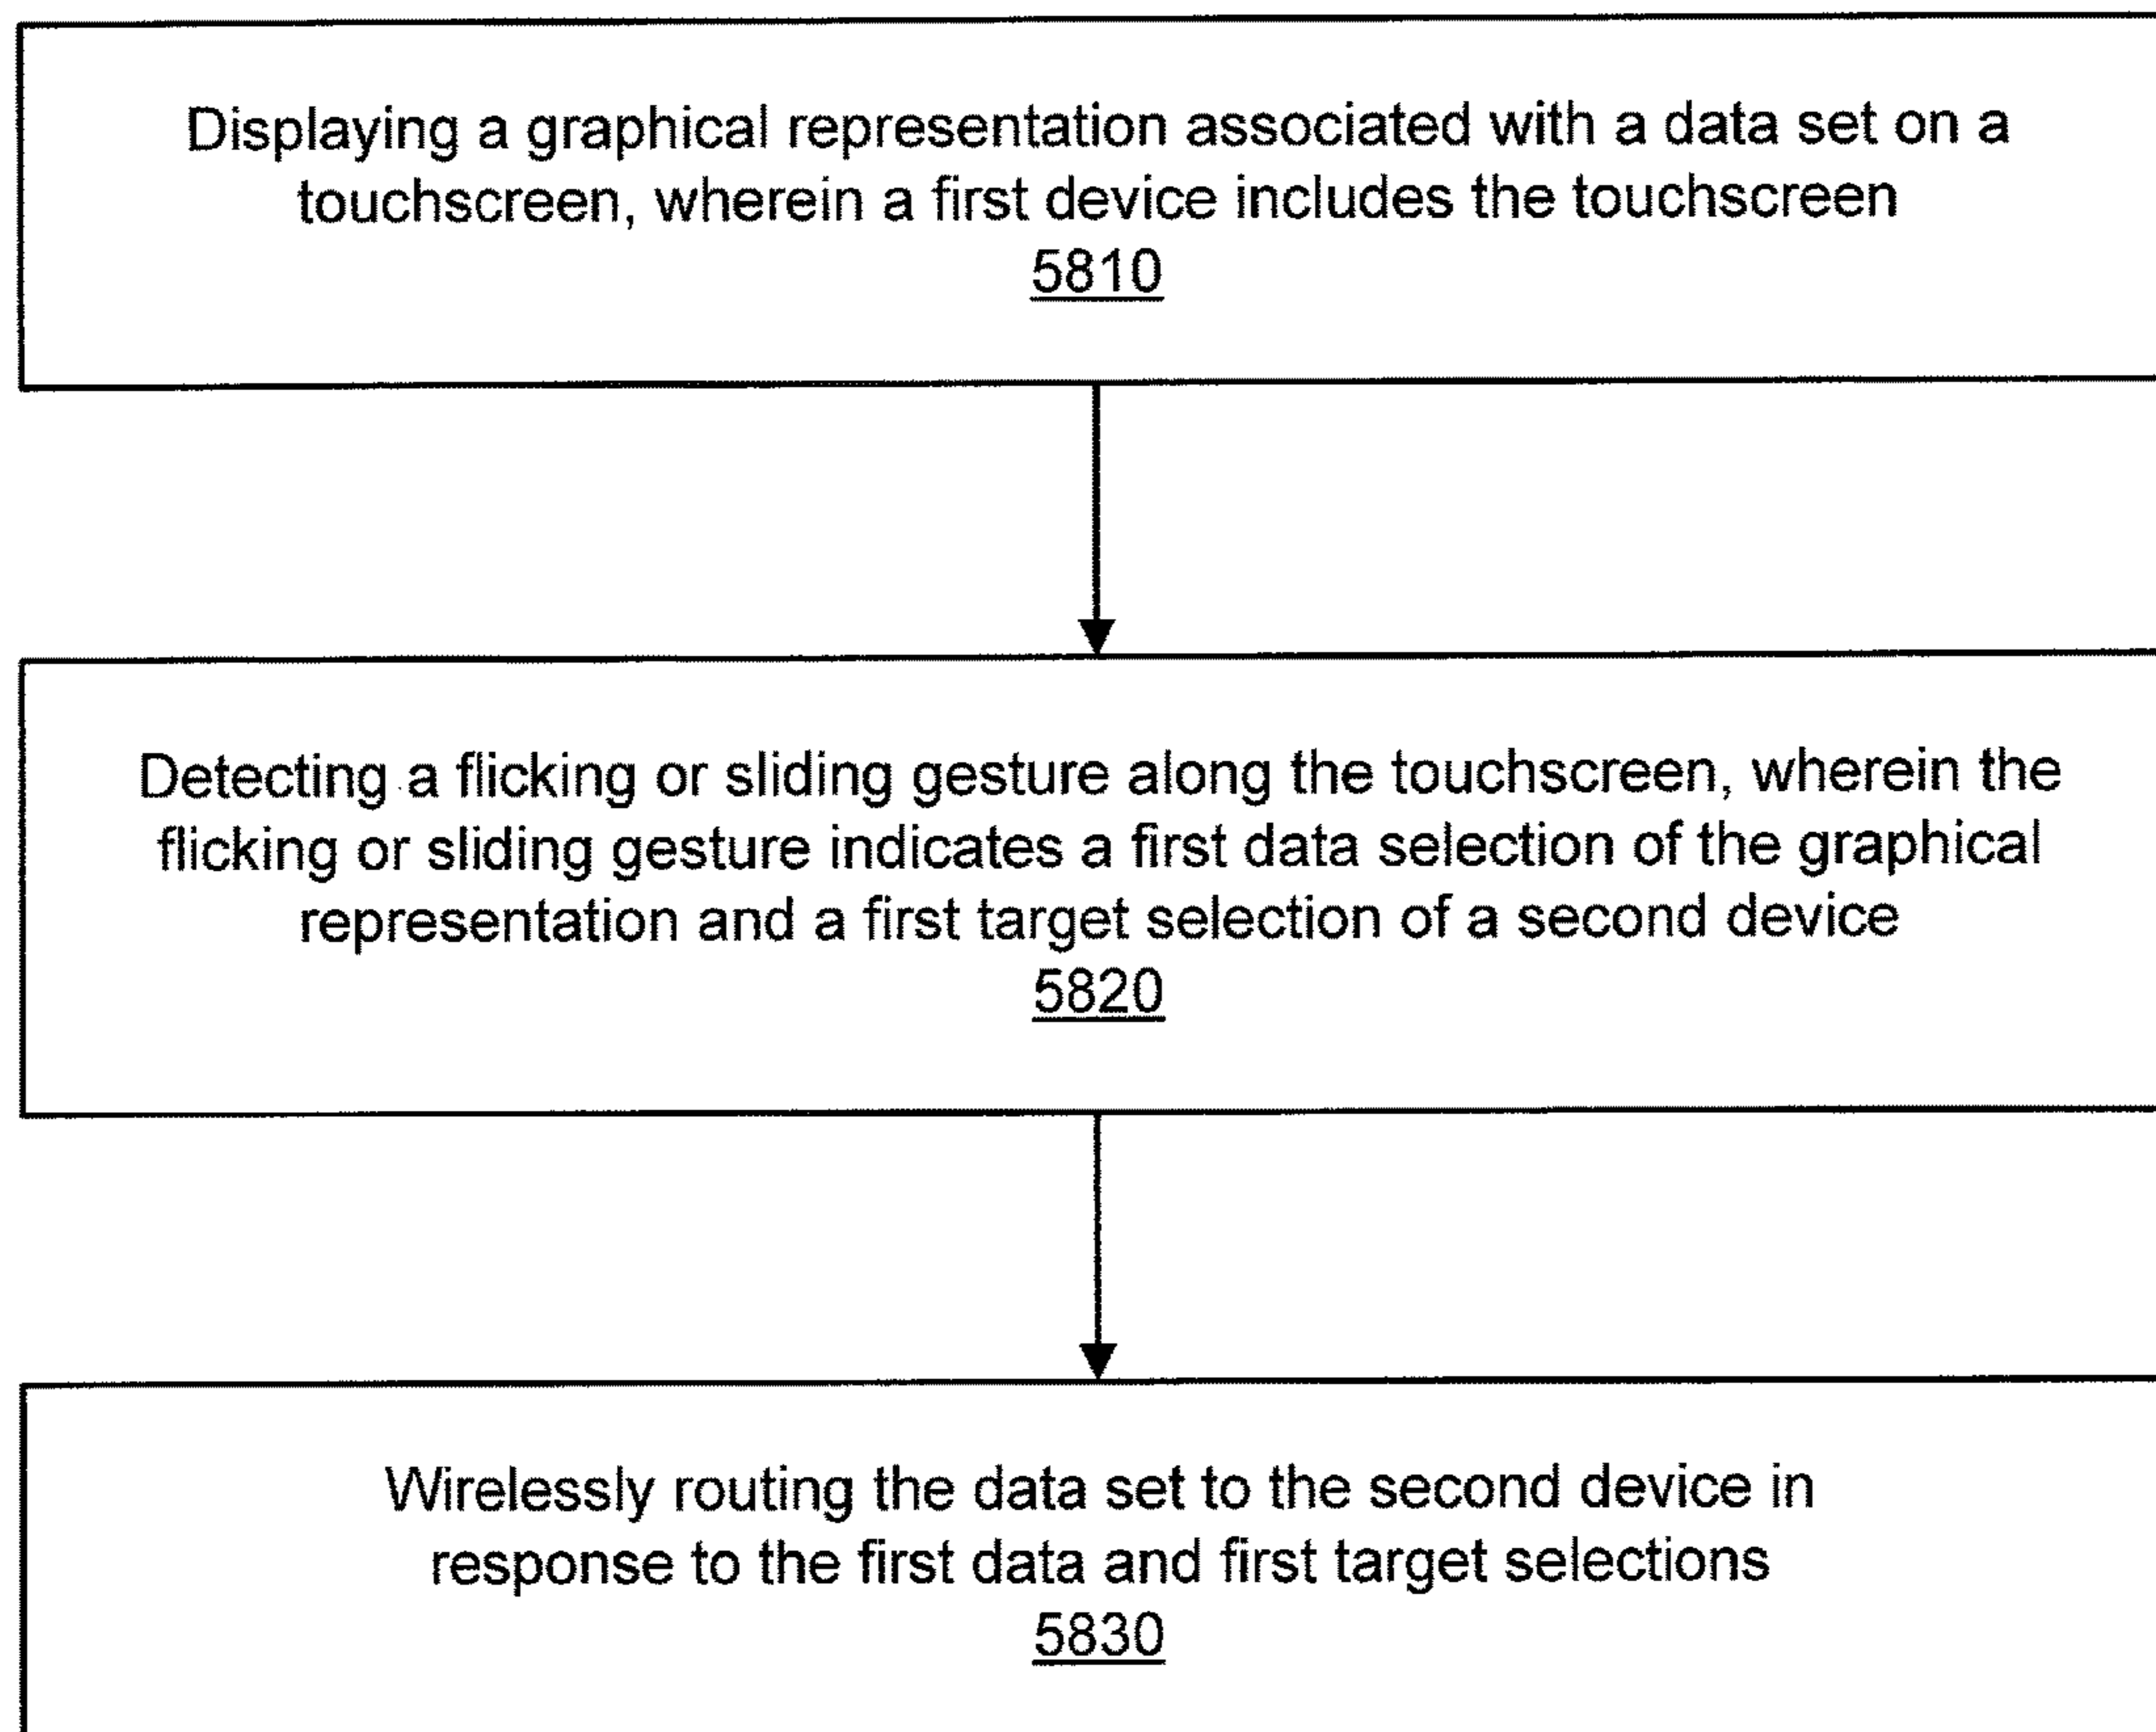 Displaying a graphical representation associated with a data set on a
touchscreen, wherein a first device includes the touchscreen
5810
Detecting a flicking or sliding gesture along the touchscreen, wherein the
flicking or sliding gesture indicates a first data selection of the graphical
representation and a first target selection of a second device
5820
Wirelessly routing the data set to the second device in
response to the first data and first target selections
5830